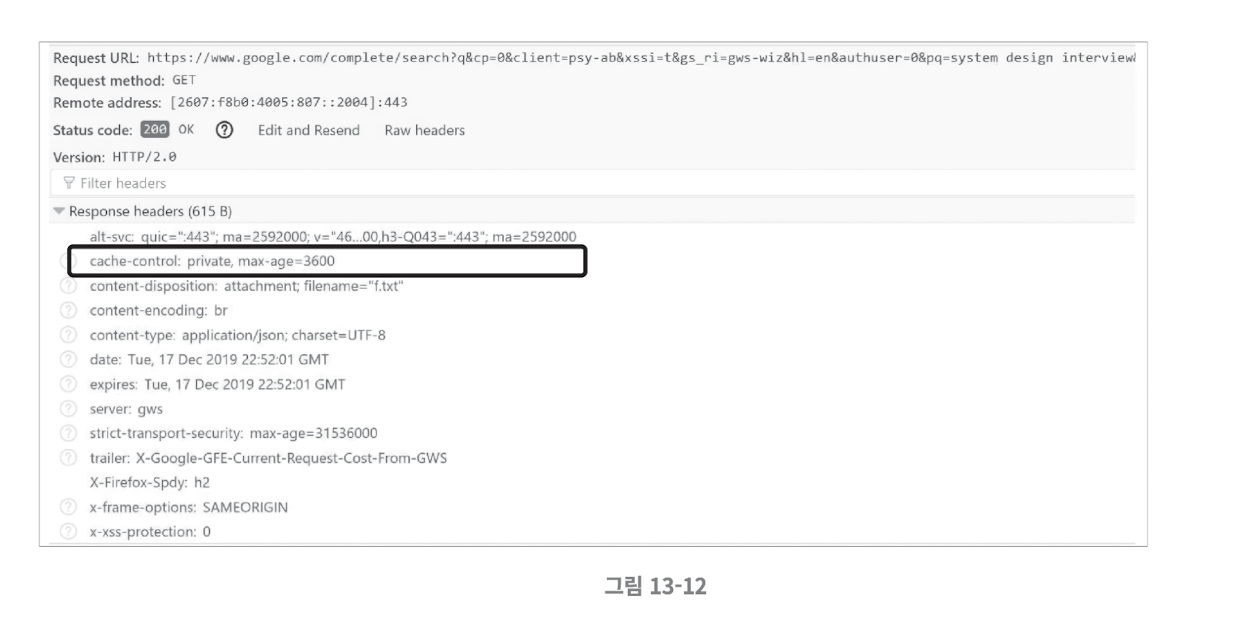 Request URL: https://www.google.com/complete/search?q&cp=0&client=psy-ab&xssi=t&gs_ri=gws-wiz&hl=en&authuser=0&pq=system design interview&
Request method: GET
Remote address: [2607:f8b0:4005:807::2004]:443
Status code: 200 OK ? Edit and Resend Raw headers
Version: HTTP/2.0
Filter headers
Response headers (615 B)
alt-svc: quic=":443"; ma=2592000; v="46...00,h3-Q043=":443"; ma=2592000
cache-control: private, max-age=3600
? content-disposition: attachment; filename="f.txt"
? content-encoding: br
? content-type: application/json; charset=UTF-8
? date: Tue, 17 Dec 2019 22:52:01 GMT
? expires: Tue, 17 Dec 2019 22:52:01 GMT
? server: gws
? strict-transport-security: max-age=31536000
? trailer: X-Google-GFE-Current-Request-Cost-From-GWS
X-Firefox-Spdy: h2
? x-frame-options: SAMEORIGIN
? x-xss-protection: 0
그림 13-12